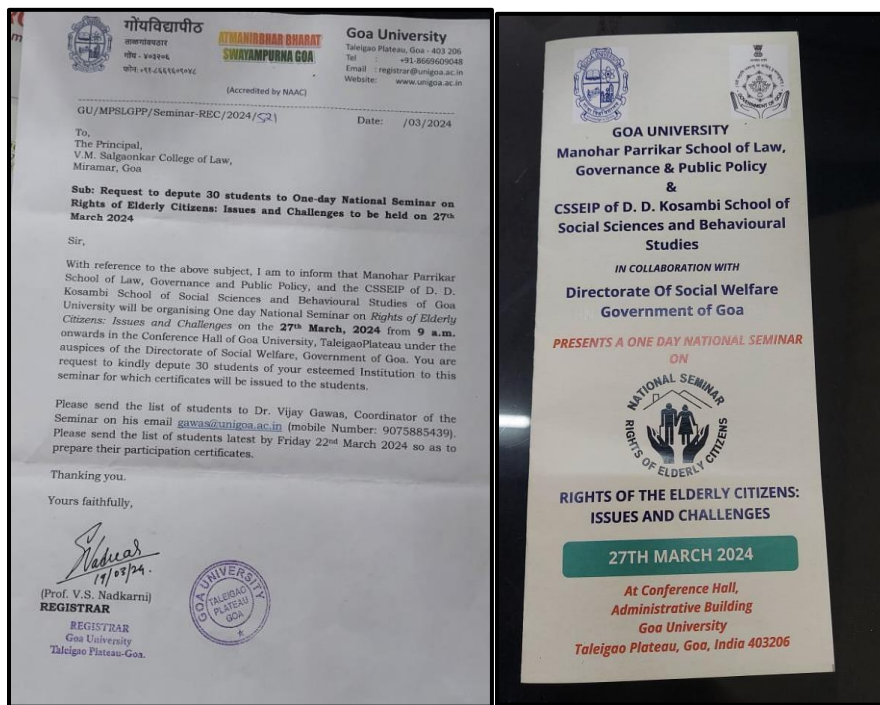 गोंयविद्यापीठ
ताळगांवपठार
गोंय - ४०३२०६
फोन: +९१-८६६९६०९०४८
ATMANIRBHAR BHARAT
SWAYAMPURNA GOA
(Accredited by NAAC)
Goa University
Taleigao Plateau, Goa - 403 206
Tel : +91-8669609048
Email : registrar@unigoa.ac.in
Website: www.unigoa.ac.in
GU/MPSLGPP/Seminar-REC/2024/521
Date: /03/2024
To,
The Principal,
V.M. Salgaonkar College of Law,
Miramar, Goa
Sub: Request to depute 30 students to One-day National Seminar on
Rights of Elderly Citizens: Issues and Challenges to be held on 27th
March 2024
Sir,
With reference to the above subject, I am to inform that Manohar Parrikar
School of Law, Governance and Public Policy, and the CSSEIP of D. D.
Kosambi School of Social Sciences and Behavioural Studies of Goa
University will be organising One day National Seminar on Rights of Elderly
Citizens: Issues and Challenges on the 27th March, 2024 from 9 a.m.
onwards in the Conference Hall of Goa University, TaleigaoPlateau under the
auspices of the Directorate of Social Welfare, Government of Goa. You are
request to kindly depute 30 students of your esteemed Institution to this
seminar for which certificates will be issued to the students.
Please send the list of students to Dr. Vijay Gawas, Coordinator of the
Seminar on his email gawas@unigoa.ac.in (mobile Number: 9075885439).
Please send the list of students latest by Friday 22nd March 2024 so as to
prepare their participation certificates.
Thanking you.
Yours faithfully,
19/03/24.
(Prof. V.S. Nadkarni)
REGISTRAR
REGISTRAR
Goa University
Taleigao Plateau-Goa.
GOA UNIVERSITY
TALEIGAO
PLATEAU
GOA
GOA UNIVERSITY
Manohar Parrikar School of Law,
Governance & Public Policy
&
CSSEIP of D. D. Kosambi School of
Social Sciences and Behavioural
Studies
IN COLLABORATION WITH
Directorate Of Social Welfare
Government of Goa
PRESENTS A ONE DAY NATIONAL SEMINAR
ON
NATIONAL SEMINAR
RIGHTS OF ELDERLY CITIZENS
RIGHTS OF THE ELDERLY CITIZENS:
ISSUES AND CHALLENGES
27TH MARCH 2024
At Conference Hall,
Administrative Building
Goa University
Taleigao Plateau, Goa, India 403206